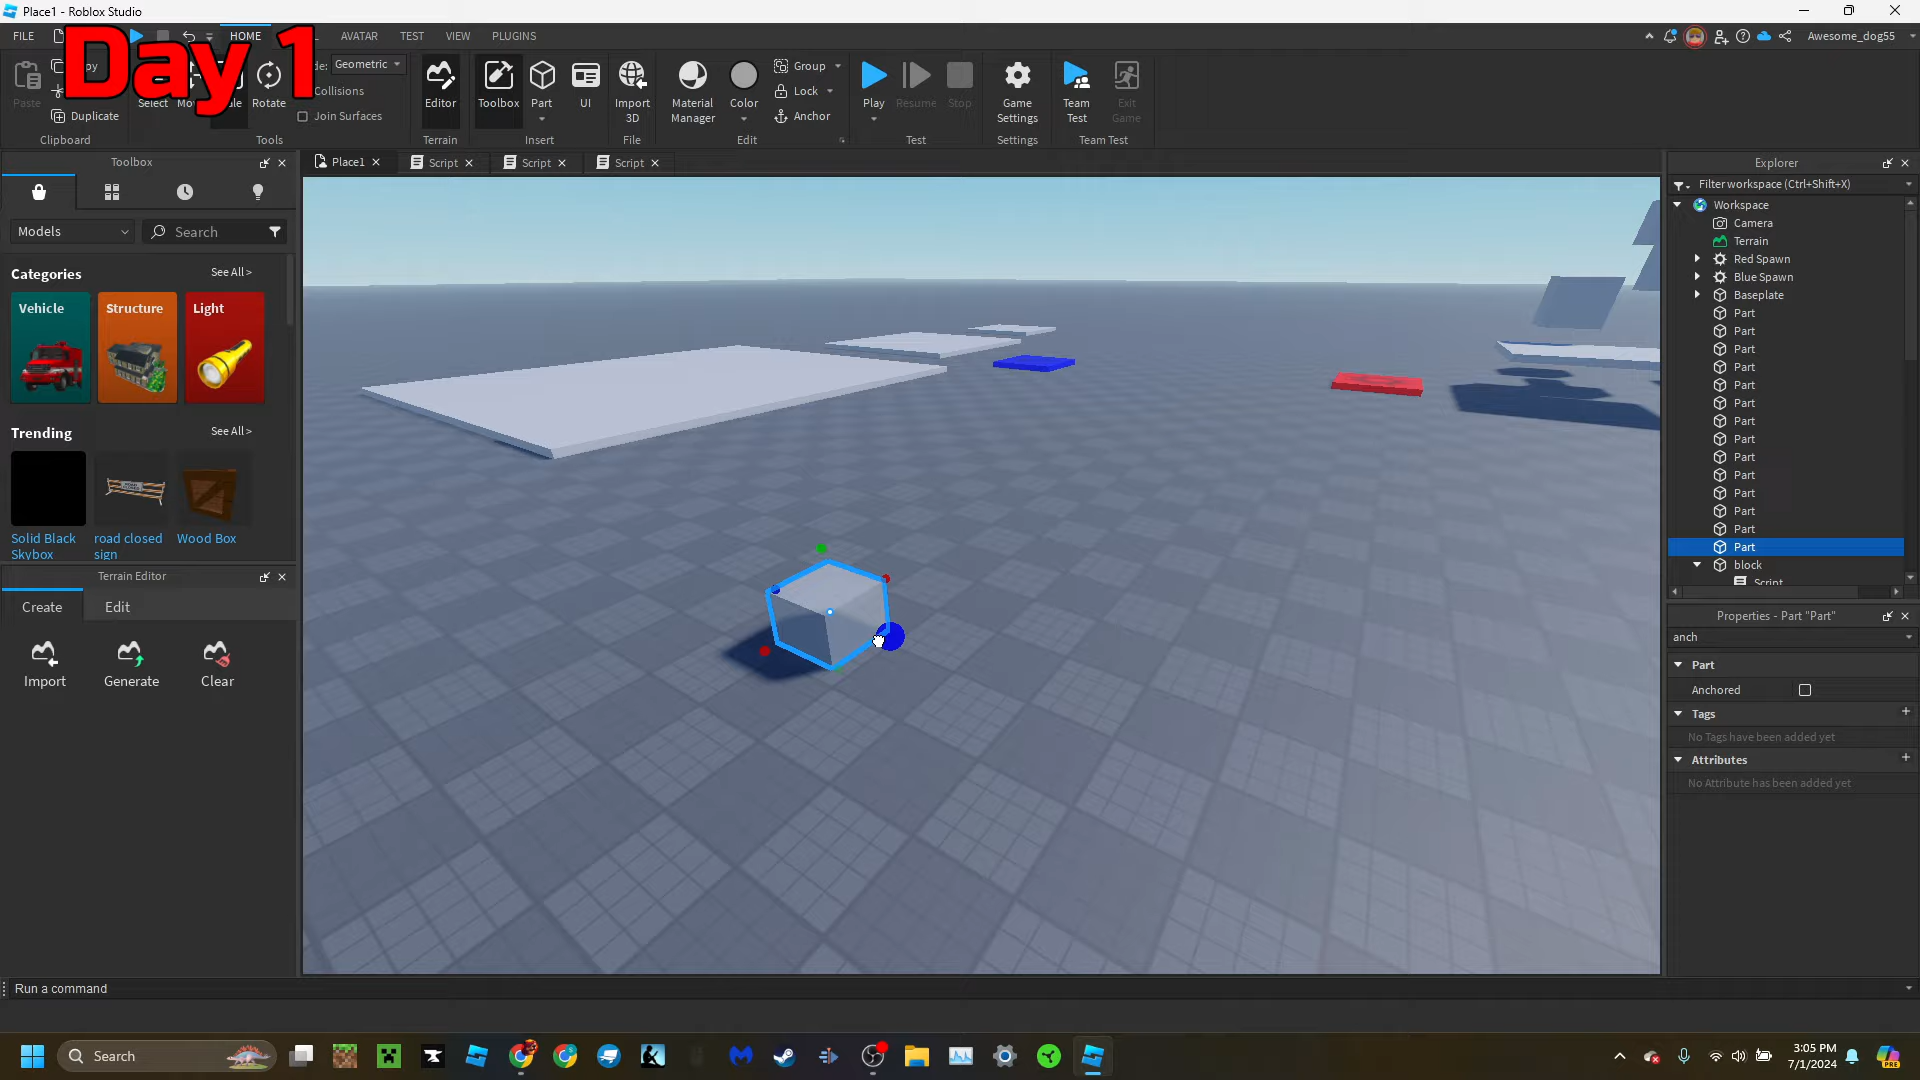 Place1 - Roblox Studio
Day 1
FILE HOME AVATAR TEST VIEW PLUGINS
Awesome_dog55
Paste
Duplicate
Clipboard
Select
Rotate
Geometric
Collisions
Join Surfaces
Tools
Editor
Terrain
Toolbox
Part
UI
Insert
Import
3D
File
Material
Manager
Color
Group
Lock
Anchor
Edit
Play
Resume
Stop
Test
Game
Settings
Settings
Team
Test
Exit
Game
Team Test
Toolbox
Place1
Script
Script
Script
Explorer
Filter workspace (Ctrl+Shift+X)
Models
Search
Categories
See All >
Vehicle
Structure
Light
Trending
See All >
Solid Black
Skybox
road closed
sign
Wood Box
Terrain Editor
Create
Edit
Import
Generate
Clear
Workspace
Camera
Terrain
Red Spawn
Blue Spawn
Baseplate
Part
Part
Part
Part
Part
Part
Part
Part
Part
Part
Part
Part
Part
Part
block
Script
Properties - Part "Part"
anch
Part
Anchored
Tags
No Tags have been added yet
Attributes
No Attribute has been added yet
Run a command
Search
3:05 PM
7/1/2024
PRE